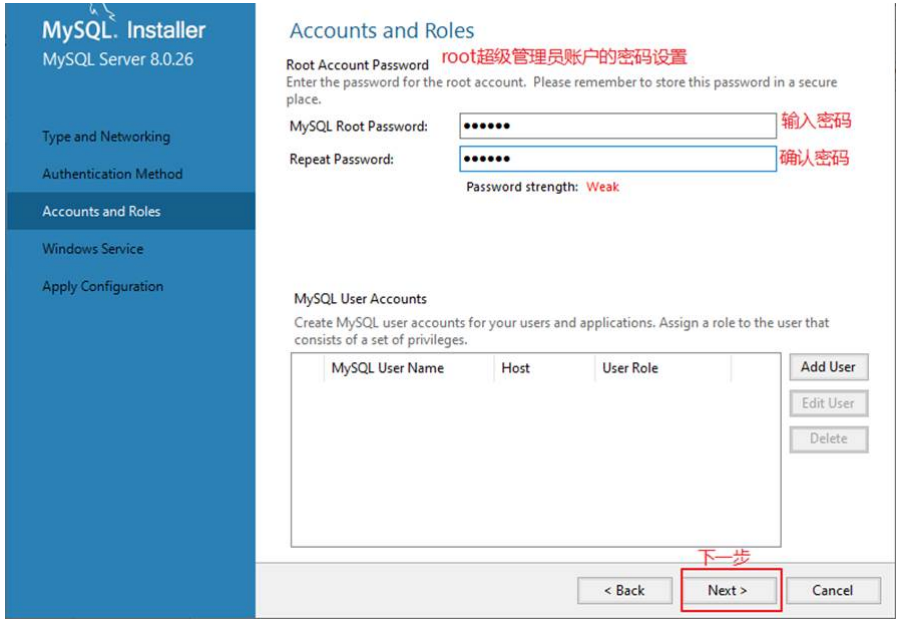 MySQL. Installer
MySQL Server 8.0.26
Type and Networking
Authentication Method
Accounts and Roles
Windows Service
Apply Configuration
Accounts and Roles
Root Account Password root超级管理员账户的密码设置
Enter the password for the root account. Please remember to store this password in a secure
place.
MySQL Root Password: ●●●●●● 输入密码
Repeat Password: ●●●●●● 确认密码
Password strength: Weak
MySQL User Accounts
Create MySQL user accounts for your users and applications. Assign a role to the user that
consists of a set of privileges.
MySQL User Name Host User Role
Add User
Edit User
Delete
下一步
< Back Next > Cancel